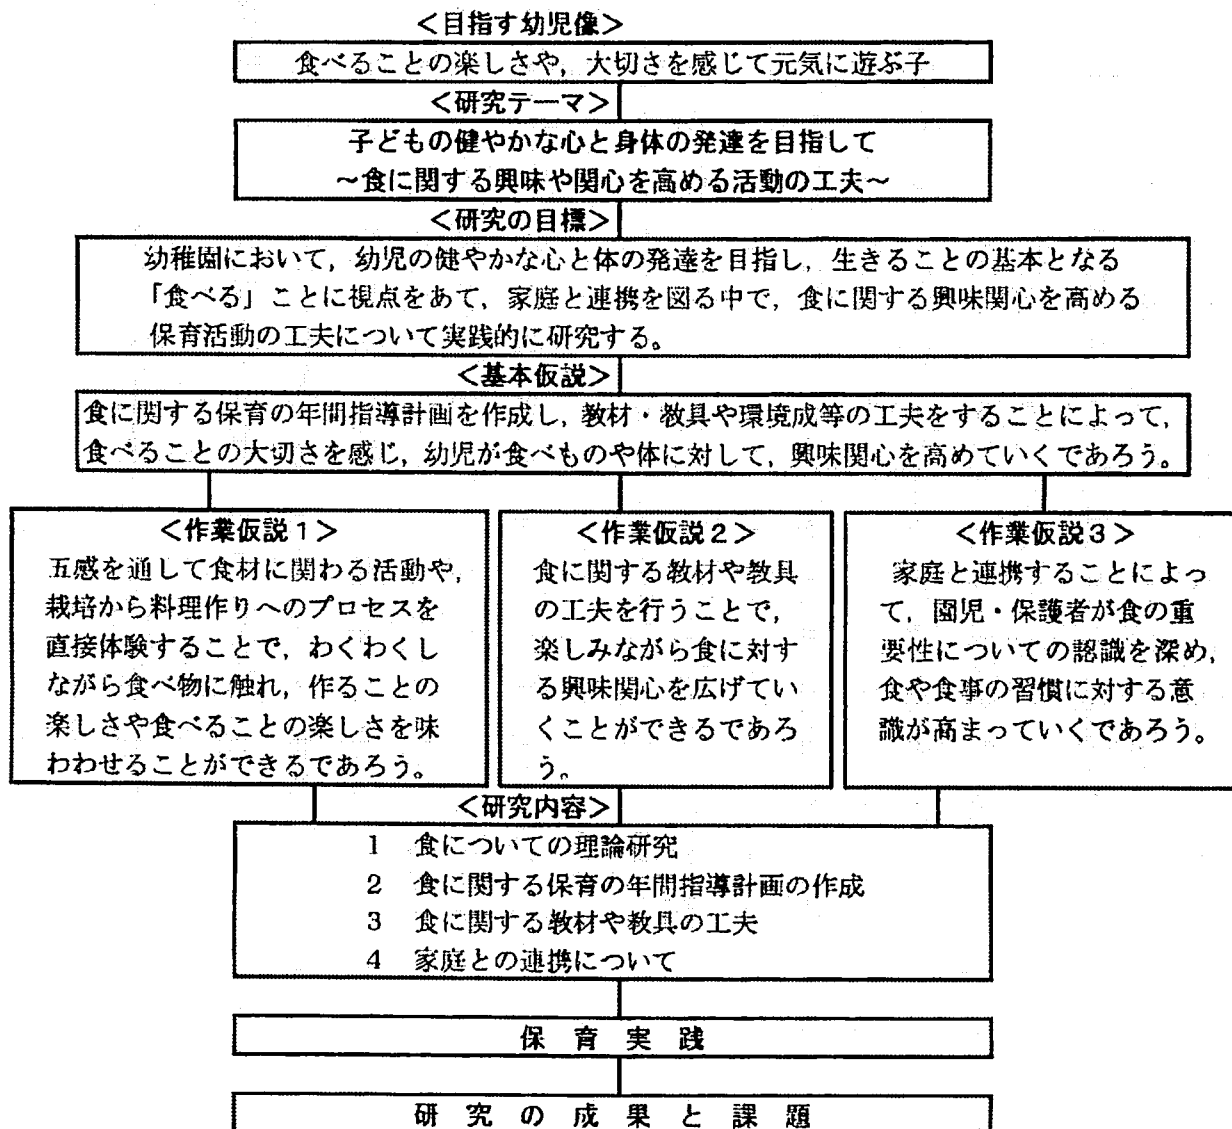 ＜目指す幼児像＞
食べることの楽しさや，大切さを感じて元気に遊ぶ子
＜研究テーマ＞
子どもの健やかな心と身体の発達を目指して
～食に関する興味や関心を高める活動の工夫～
＜研究の目標＞
幼稚園において，幼児の健やかな心と体の発達を目指し，生きることの基本となる
「食べる」ことに視点をあて，家庭と連携を図る中で，食に関する興味関心を高める
保育活動の工夫について実践的に研究する。
＜基本仮説＞
食に関する保育の年間指導計画を作成し，教材・教具や環境成等の工夫をすることによって，
食べることの大切さを感じ，幼児が食べものや体に対して，興味関心を高めていくであろう。
＜作業仮説１＞
五感を通して食材に関わる活動や，
栽培から料理作りへのプロセスを
直接体験することで，わくわくし
ながら食べ物に触れ，作ることの
楽しさや食べることの楽しさを味
わわせることができるであろう。
＜作業仮説２＞
食に関する教材や教具
の工夫を行うことで，
楽しみながら食に対す
る興味関心を広げてい
くことができるであろ
う。
＜作業仮説３＞
家庭と連携することによっ
て，園児・保護者が食の重
要性についての認識を深め，
食や食事の習慣に対する意
識が高まっていくであろう。
＜研究内容＞
1　食についての理論研究
2　食に関する保育の年間指導計画の作成
3　食に関する教材や教具の工夫
4　家庭との連携について
保　育　実　践
研　究　の　成　果　と　課　題